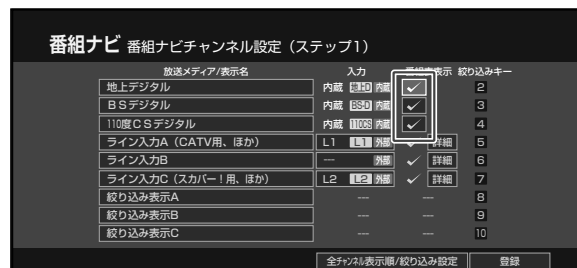 番組ナビ 番組ナビチャンネル設定（ステップ1）
放送メディア/表示名 入力 番組表表示 絞り込みキー
地上デジタル 内蔵 地上D 内蔵 2
BSデジタル 内蔵 BSD 内蔵 3
110度CSデジタル 内蔵 110CS 内蔵 4
ライン入力A（CATV用、ほか） L1 L1 外部 詳細 5
ライン入力B --- 外部 詳細 6
ライン入力C（スカパー！用、ほか） L2 L2 外部 詳細 7
絞り込み表示A --- --- 8
絞り込み表示B --- --- 9
絞り込み表示C --- --- 10
全チャンネル表示順/絞り込み設定 登録